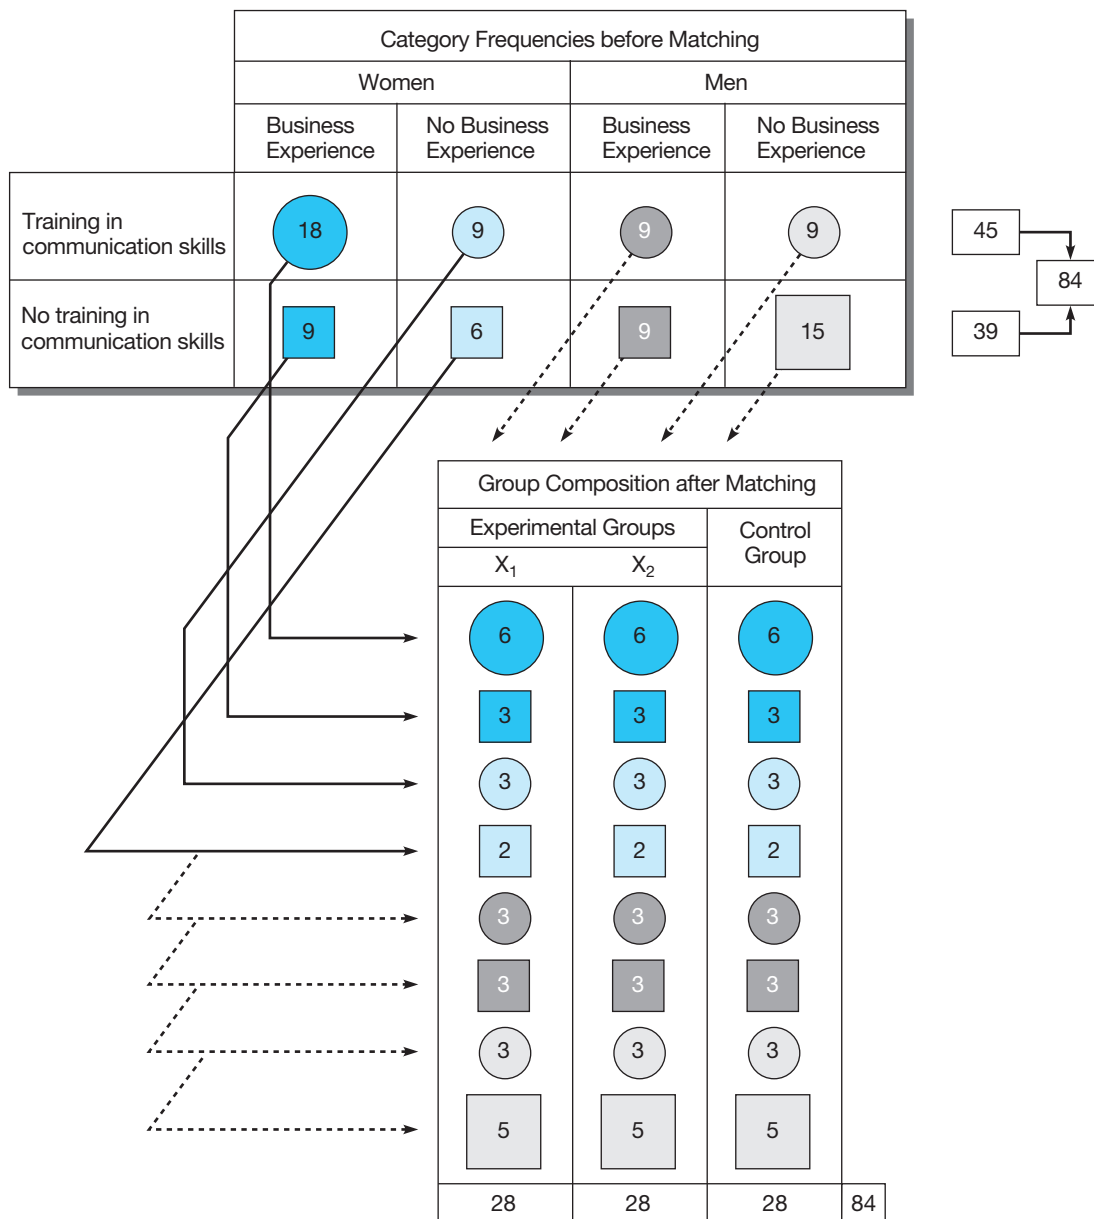 Category Frequencies before Matching
Women
Men
Business
Experience
No Business
Experience
Business
Experience
No Business
Experience
Training in
communication skills
18
9
9
9
45
84
No training in
communication skills
9
6
9
15
39
Group Composition after Matching
Experimental Groups
Control
Group
X1
X2
6
6
6
3
3
3
3
3
3
2
2
2
3
3
3
3
3
3
3
3
3
5
5
5
28
28
28
84